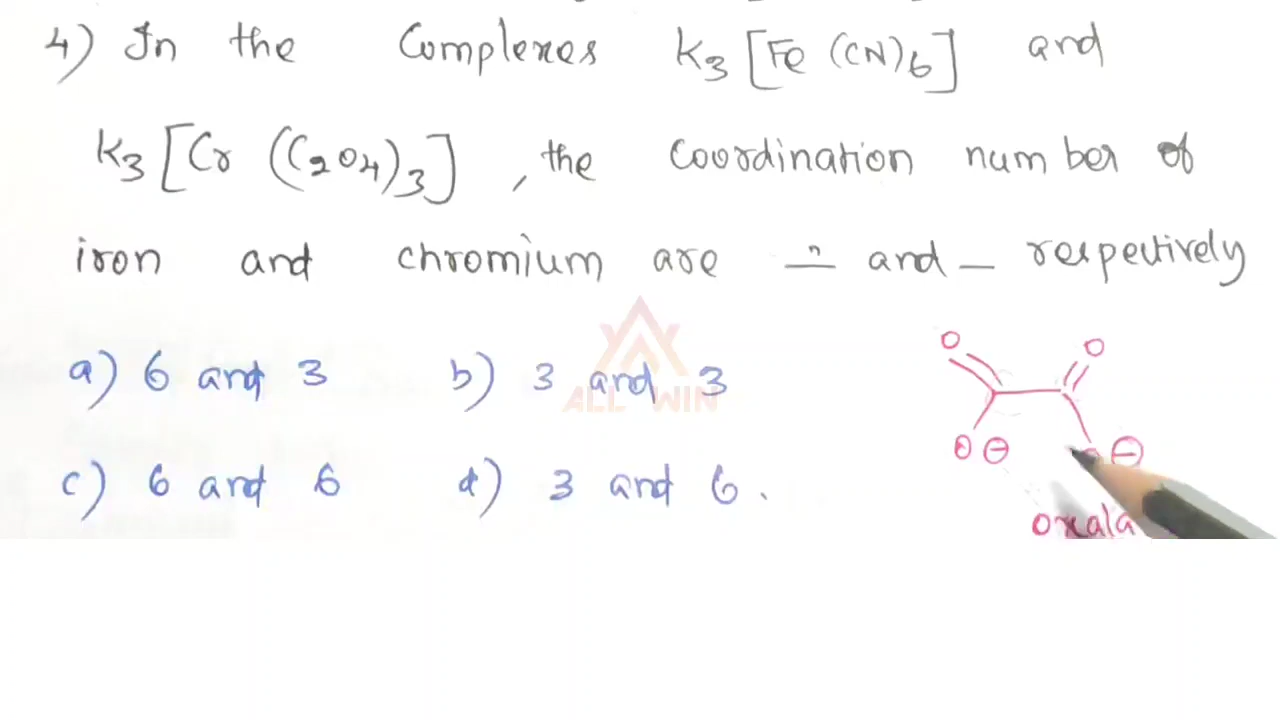 4) In the Complexes K3 [Fe (CN)6] and
K3 [Cr (C2O4)3] , the coordination number of
iron and chromium are — and — respectively
a) 6 and 3 b) 3 and 3
ALL WIN
c) 6 and 6 d) 3 and 6.
O O
O ⊖ ⊖
oxala